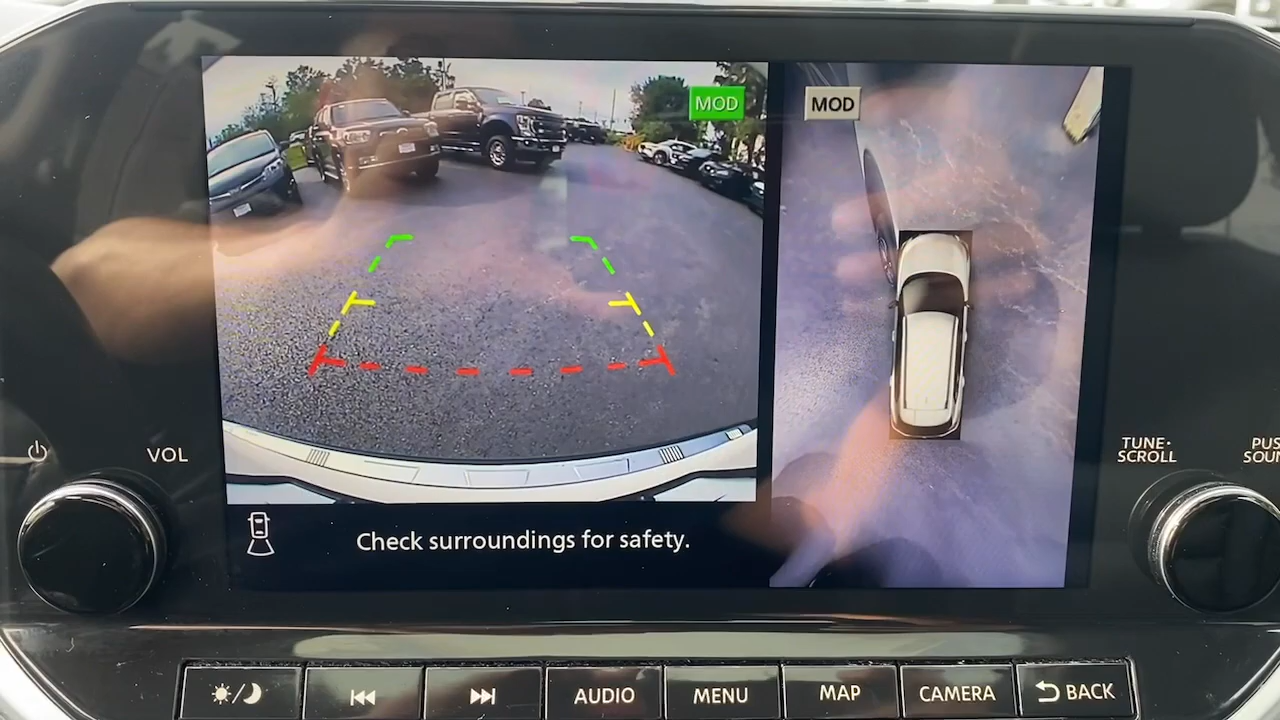 MOD
MOD
VOL
TUNE·
SCROLL
Check surroundings for safety.
AUDIO
MENU
MAP
CAMERA
BACK